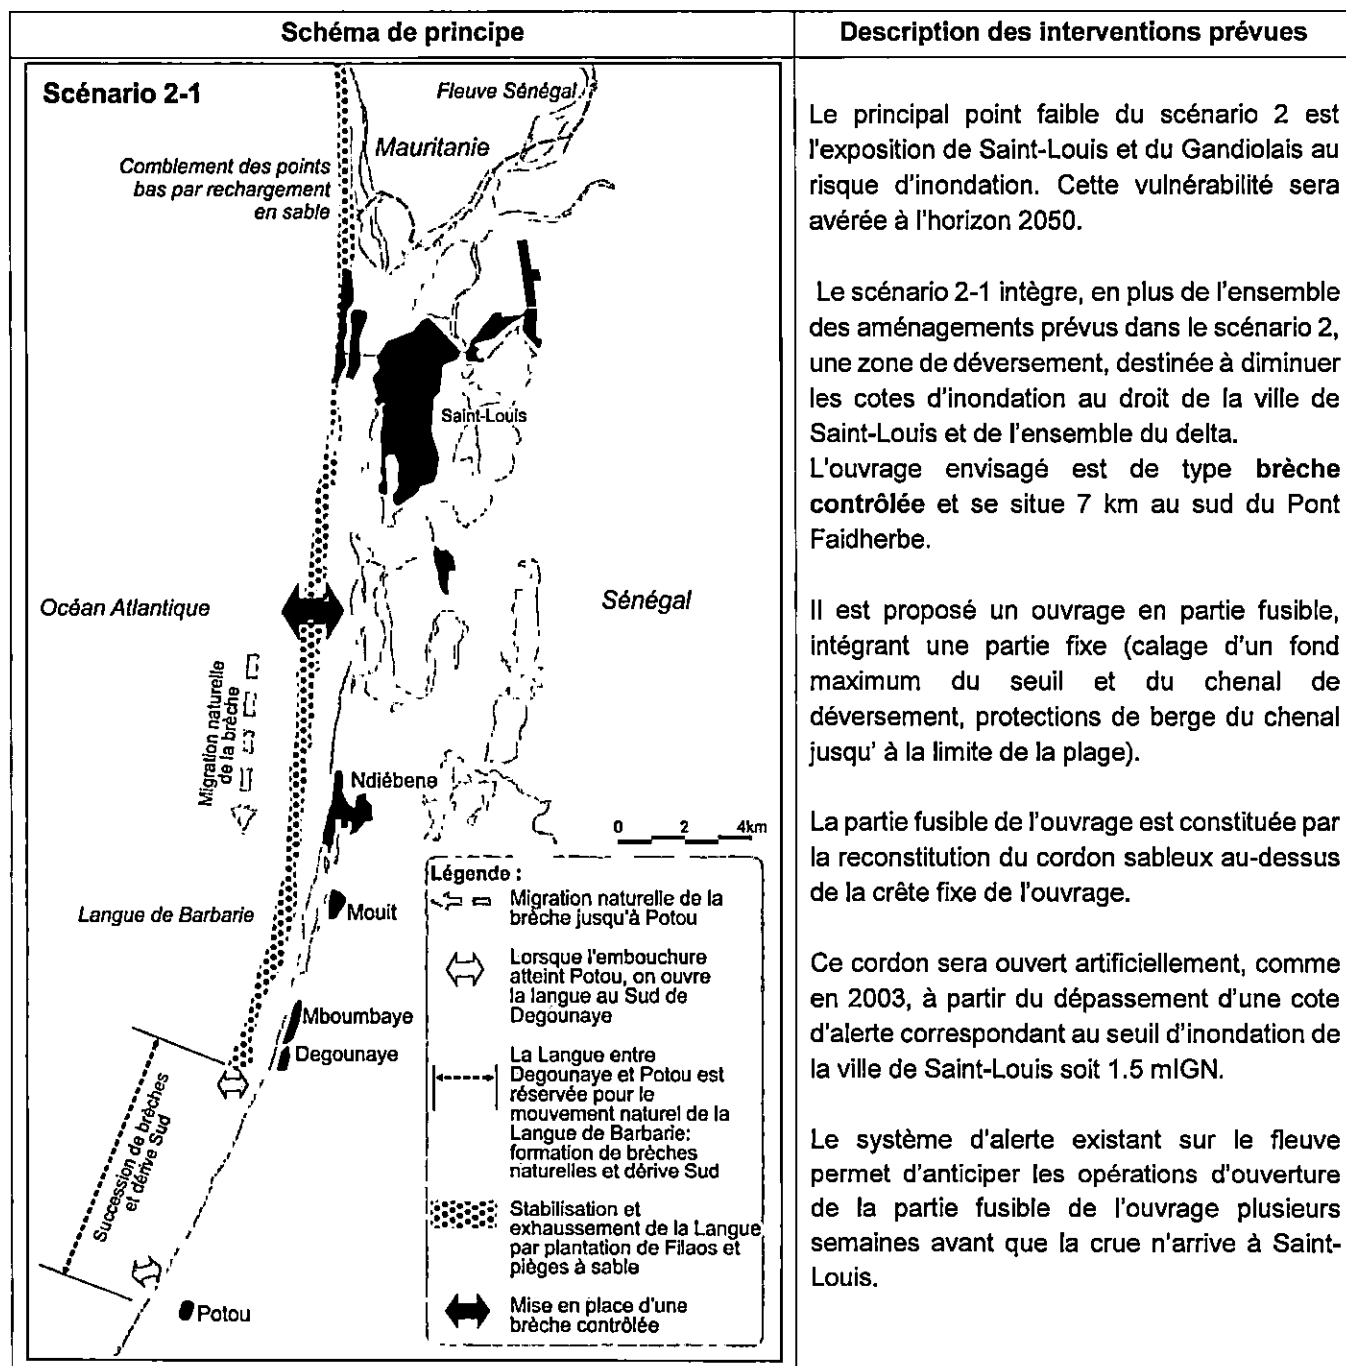 Schéma de principe
Description des interventions prévues
Scénario 2-1
Fleuve Sénégal
Mauritanie
Comblement des points
bas par rechargement
en sable
Saint-Louis
Océan Atlantique
Sénégal
Migration naturelle
de la brèche
Ndiébene
0 2 4km
Langue de Barbarie
Mouit
Mboumbaye
Degounaye
Succession de brèches
et dérive Sud
Potou
Légende :
Migration naturelle de la
brèche jusqu'à Potou
Lorsque l'embouchure
atteint Potou, on ouvre
la langue au Sud de
Degounaye
La Langue entre
Degounaye et Potou est
réservée pour le
mouvement naturel de la
Langue de Barbarie:
formation de brèches
naturelles et dérive Sud
Stabilisation et
exhaussement de la Langue
par plantation de Filaos et
pièges à sable
Mise en place d'une
brèche contrôlée
Le principal point faible du scénario 2 est
l'exposition de Saint-Louis et du Gandiolais au
risque d'inondation. Cette vulnérabilité sera
avérée à l'horizon 2050.
Le scénario 2-1 intègre, en plus de l'ensemble
des aménagements prévus dans le scénario 2,
une zone de déversement, destinée à diminuer
les cotes d'inondation au droit de la ville de
Saint-Louis et de l'ensemble du delta.
L'ouvrage envisagé est de type brèche
contrôlée et se situe 7 km au sud du Pont
Faidherbe.
Il est proposé un ouvrage en partie fusible,
intégrant une partie fixe (calage d'un fond
maximum du seuil et du chenal de
déversement, protections de berge du chenal
jusqu' à la limite de la plage).
La partie fusible de l'ouvrage est constituée par
la reconstitution du cordon sableux au-dessus
de la crête fixe de l'ouvrage.
Ce cordon sera ouvert artificiellement, comme
en 2003, à partir du dépassement d'une cote
d'alerte correspondant au seuil d'inondation de
la ville de Saint-Louis soit 1.5 mIGN.
Le système d'alerte existant sur le fleuve
permet d'anticiper les opérations d'ouverture
de la partie fusible de l'ouvrage plusieurs
semaines avant que la crue n'arrive à Saint-
Louis.